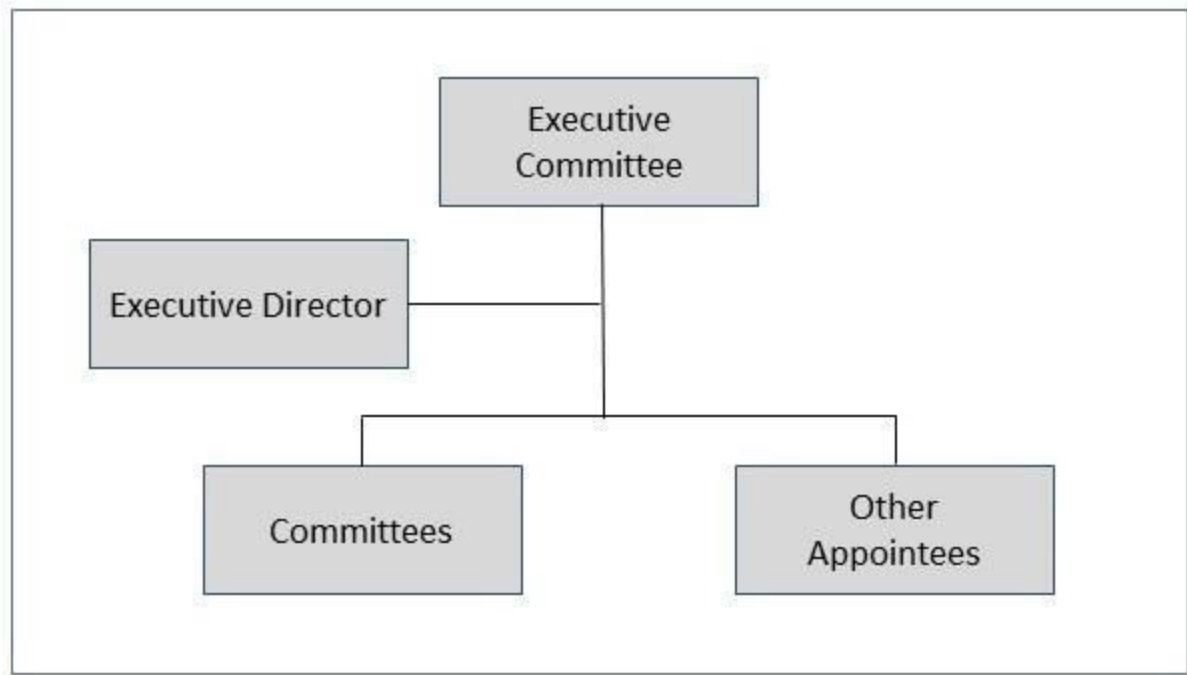 Executive
Committee
Executive Director
Committees
Other
Appointees